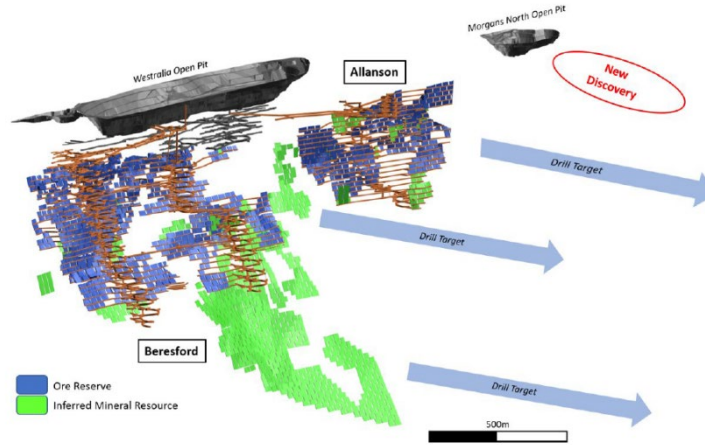 Morgans North Open Pit
Westralia Open Pit
Allanson
New
Discovery
Drill Target
Drill Target
Beresford
Ore Reserve
Inferred Mineral Resource
Drill Target
500m